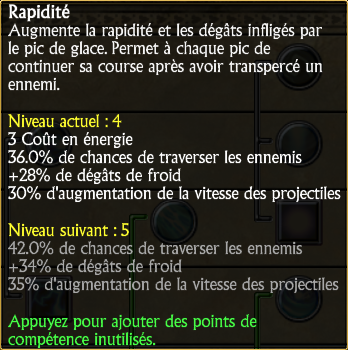 Rapidité
Augmente la rapidité et les dégâts infligés par
le pic de glace. Permet à chaque pic de
continuer sa course après avoir transpercé un
ennemi.
Niveau actuel : 4
3 Coût en énergie
36.0% de chances de traverser les ennemis
+28% de dégâts de froid
30% d'augmentation de la vitesse des projectiles
Niveau suivant : 5
42.0% de chances de traverser les ennemis
+34% de dégâts de froid
35% d'augmentation de la vitesse des projectiles
Appuyez pour ajouter des points de
compétence inutilisés.